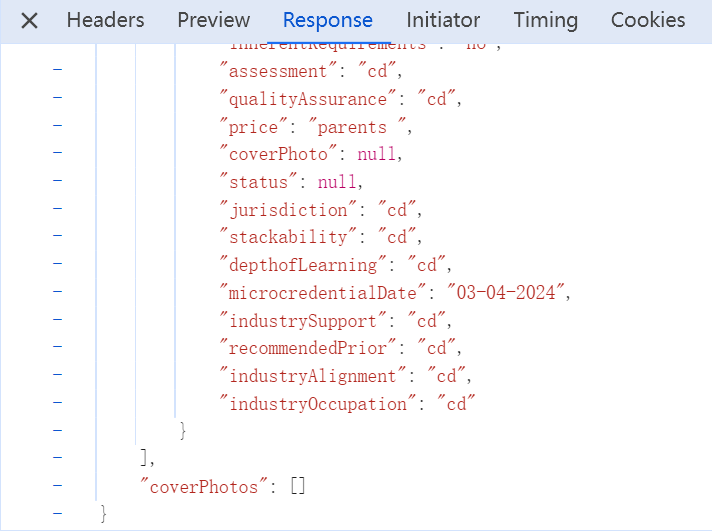 Headers Preview Response Initiator Timing Cookies
"inherentRequirements": "no",
"assessment": "cd",
"qualityAssurance": "cd",
"price": "parents ",
"coverPhoto": null,
"status": null,
"jurisdiction": "cd",
"stackability": "cd",
"depthofLearning": "cd",
"microcredentialDate": "03-04-2024",
"industrySupport": "cd",
"recommendedPrior": "cd",
"industryAlignment": "cd",
"industryOccupation": "cd"
}
],
"coverPhotos": []
}